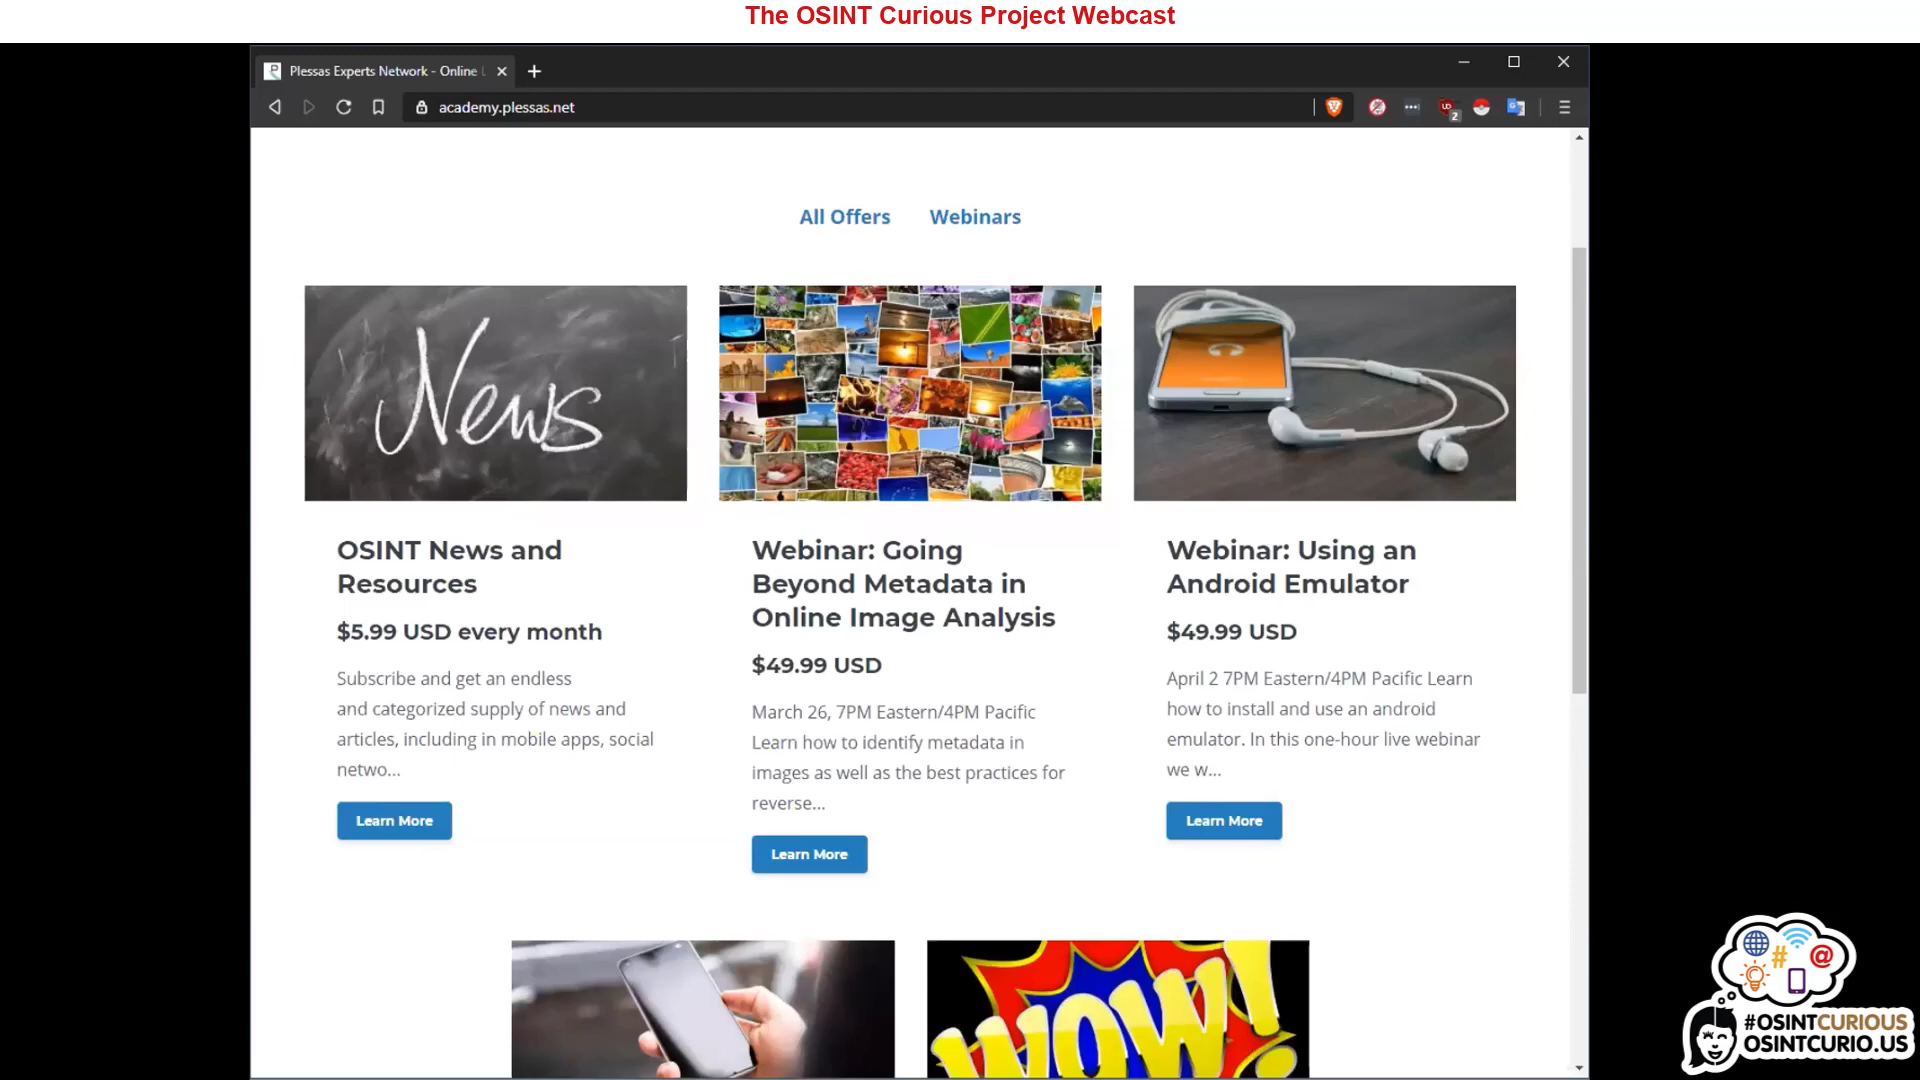 The OSINT Curious Project Webcast
Plessas Experts Network - Online
academy.plessas.net
UD
2
All Offers Webinars
News
OSINT News and
Resources
$5.99 USD every month
Subscribe and get an endless
and categorized supply of news and
articles, including in mobile apps, social
netwo...
Learn More
Webinar: Going
Beyond Metadata in
Online Image Analysis
$49.99 USD
March 26, 7PM Eastern/4PM Pacific
Learn how to identify metadata in
images as well as the best practices for
reverse...
Learn More
Webinar: Using an
Android Emulator
$49.99 USD
April 2 7PM Eastern/4PM Pacific Learn
how to install and use an android
emulator. In this one-hour live webinar
we w...
Learn More
WOW!
#OSINTCURIOUS
OSINTCURIO.US